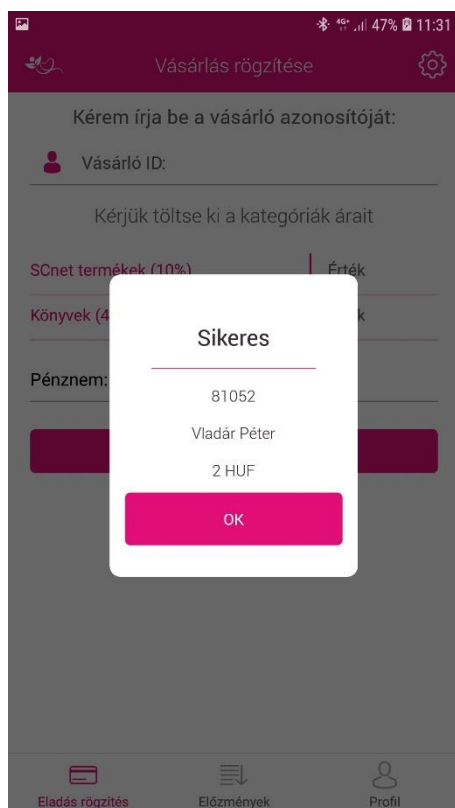 47% 11:31
Vásárlás rögzítése
Kérem írja be a vásárló azonosítóját:
Vásárló ID:
Kérjük töltse ki a kategóriák árait
SCnet termékek (10%) Érték
Könyvek (4 k
Sikeres
Pénznem:
81052
Vladár Péter
2 HUF
OK
Eladás rögzítés Előzmények Profil